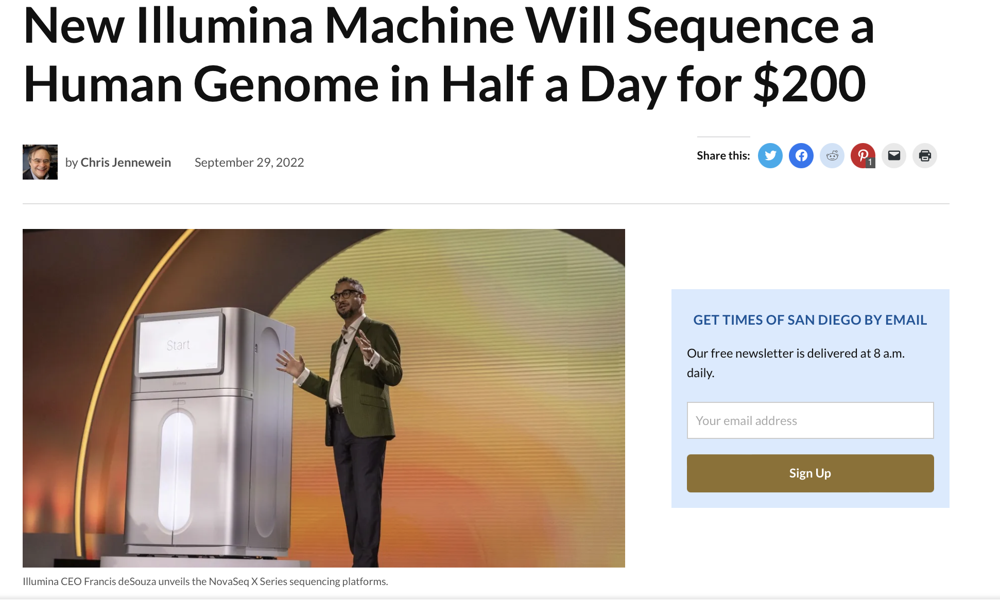 New Illumina Machine Will Sequence a
Human Genome in Half a Day for $200
by Chris Jennewein September 29, 2022
Share this:
1
Start
GET TIMES OF SAN DIEGO BY EMAIL
Our free newsletter is delivered at 8 a.m.
daily.
Your email address
Sign Up
Illumina CEO Francis deSouza unveils the NovaSeq X Series sequencing platforms.